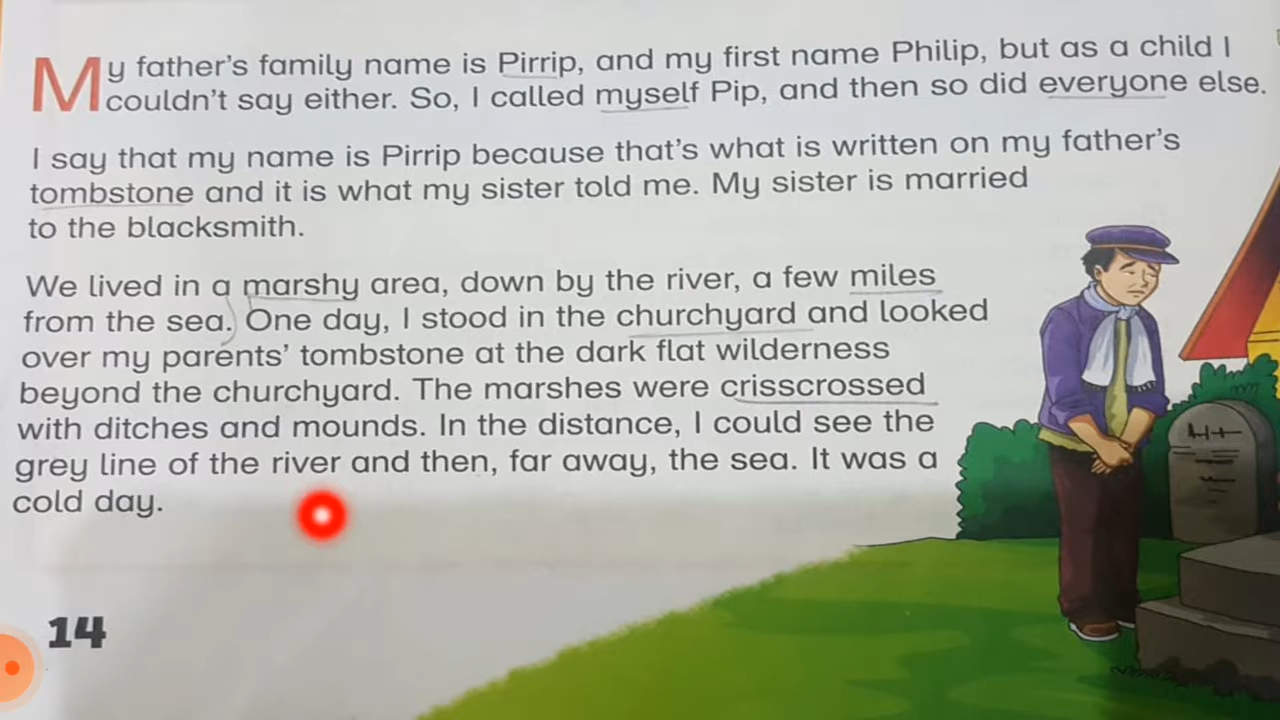 My father's family name is Pirrip, and my first name Philip, but as a child I
couldn't say either. So, I called myself Pip, and then so did everyone else.
I say that my name is Pirrip because that's what is written on my father's
tombstone and it is what my sister told me. My sister is married
to the blacksmith.
We lived in a marshy area, down by the river, a few miles
from the sea. One day, I stood in the churchyard and looked
over my parents' tombstone at the dark flat wilderness
beyond the churchyard. The marshes were crisscrossed
with ditches and mounds. In the distance, I could see the
grey line of the river and then, far away, the sea. It was a
cold day.
14